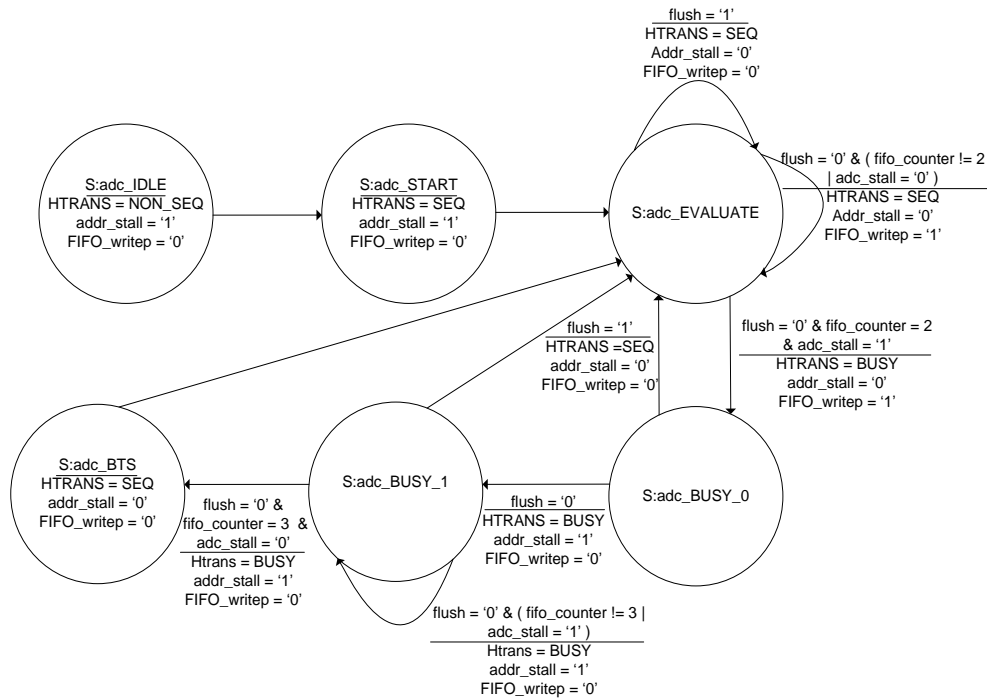 flush = ‘1’
HTRANS = SEQ
Addr_stall = ‘0’
FIFO_writep = ‘0’
S:adc_IDLE
HTRANS = NON_SEQ
addr_stall = ‘1’
FIFO_writep = ‘0’
S:adc_START
HTRANS = SEQ
addr_stall = ‘1’
FIFO_writep = ‘0’
S:adc_EVALUATE
flush = ‘0’ & ( fifo_counter != 2
| adc_stall = ‘0’ )
HTRANS = SEQ
Addr_stall = ‘0’
FIFO_writep = ‘1’
flush = ‘1’
HTRANS =SEQ
addr_stall = ‘0’
FIFO_writep = ‘0’
flush = ‘0’ & fifo_counter = 2
& adc_stall = ‘1’
HTRANS = BUSY
addr_stall = ‘0’
FIFO_writep = ‘1’
S:adc_BTS
HTRANS = SEQ
addr_stall = ‘0’
FIFO_writep = ‘0’
flush = ‘0’ &
fifo_counter = 3 &
adc_stall = ‘0’
Htrans = BUSY
addr_stall = ‘1’
FIFO_writep = ‘0’
S:adc_BUSY_1
flush = ‘0’
HTRANS = BUSY
addr_stall = ‘1’
FIFO_writep = ‘0’
S:adc_BUSY_0
flush = ‘0’ & ( fifo_counter != 3 |
adc_stall = ‘1’ )
Htrans = BUSY
addr_stall = ‘1’
FIFO_writep = ‘0’